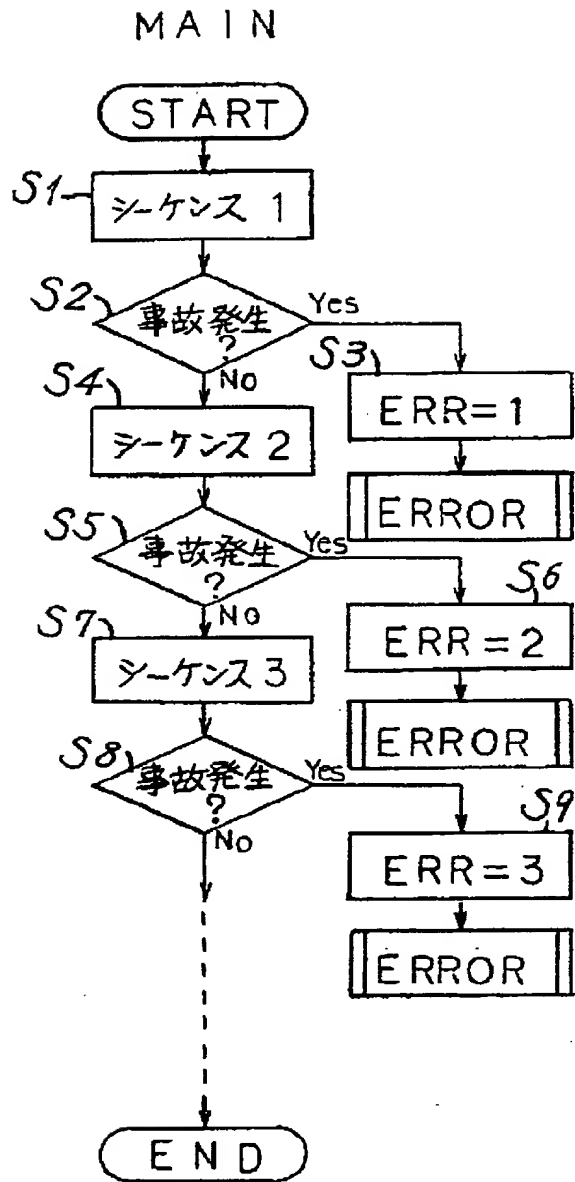 MAIN
START
S1
シーケンス 1
S2
事故発生
?
Yes
No
S3
ERR=1
ERROR
S4
シーケンス 2
S5
事故発生
?
Yes
No
S6
ERR=2
ERROR
S7
シーケンス 3
S8
事故発生
?
Yes
No
S9
ERR=3
ERROR
END